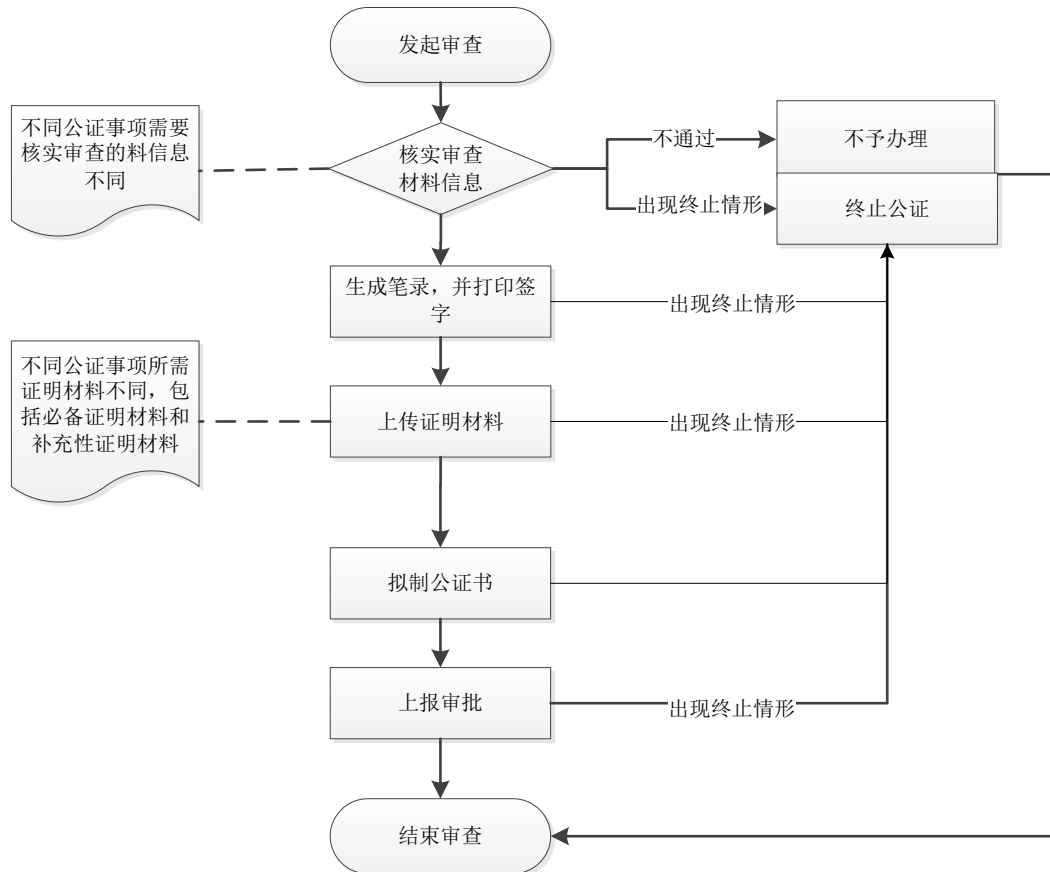 发起审查
不同公证事项需要
核实审查的料信息
不同
核实审查
材料信息
不通过
不予办理
出现终止情形
终止公证
生成笔录，并打印签
字
出现终止情形
不同公证事项所需
证明材料不同，包
括必备证明材料和
补充性证明材料
上传证明材料
出现终止情形
拟制公证书
上报审批
出现终止情形
结束审查